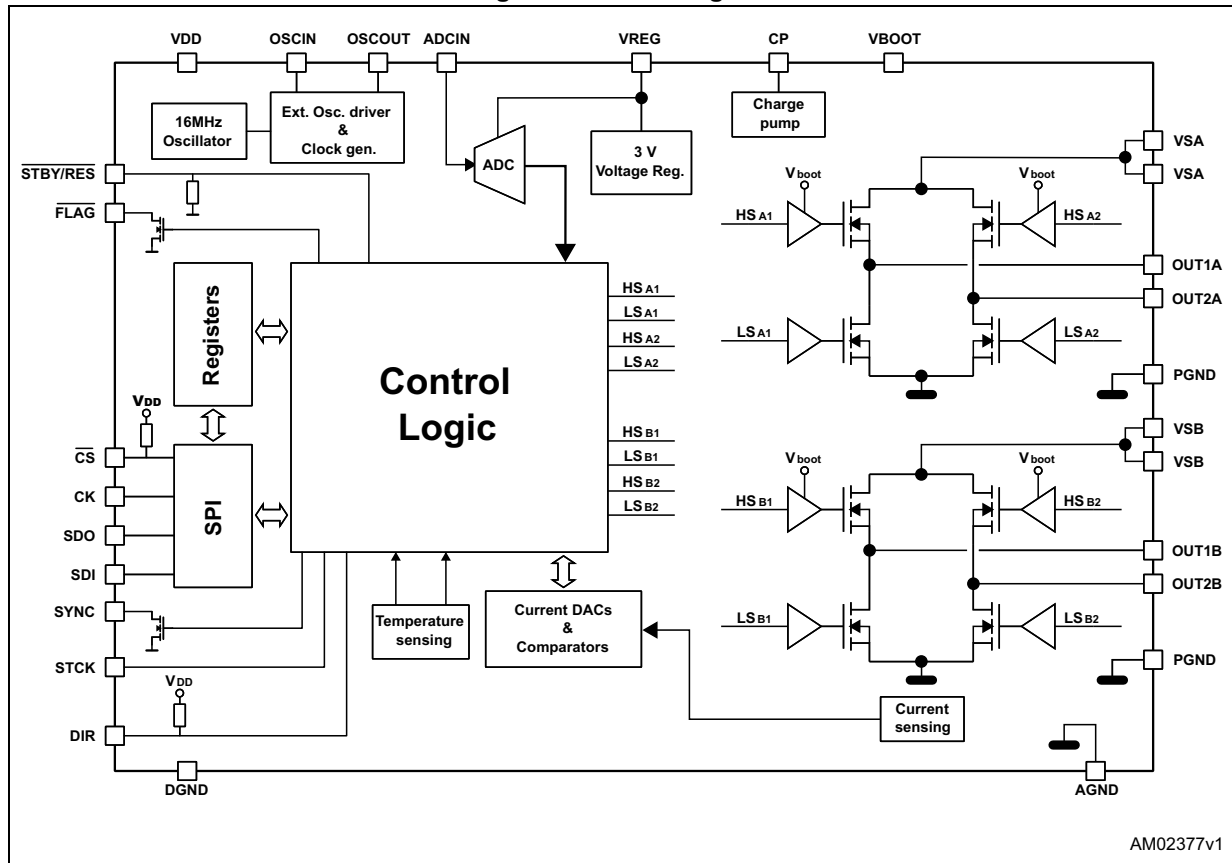 VDD
OSCIN
OSCOUT
ADCIN
VREG
CP
VBOOT
16MHz
Oscillator
Ext. Osc. driver
&
Clock gen.
ADC
3 V
Voltage Reg.
Charge
pump
STBY/RES
FLAG
Registers
SPI
VDD
CS
CK
SDO
SDI
SYNC
STCK
VDD
DIR
DGND
Control
Logic
HSA1
LSA1
HSA2
LSA2
HSB1
LSB1
HSB2
LSB2
Temperature
sensing
Current DACs
&
Comparators
Current
sensing
Vboot
Vboot
HSA1
HSA2
LSA1
LSA2
VSA
VSA
OUT1A
OUT2A
PGND
Vboot
Vboot
HSB1
HSB2
LSB1
LSB2
VSB
VSB
OUT1B
OUT2B
PGND
AGND
AM02377v1